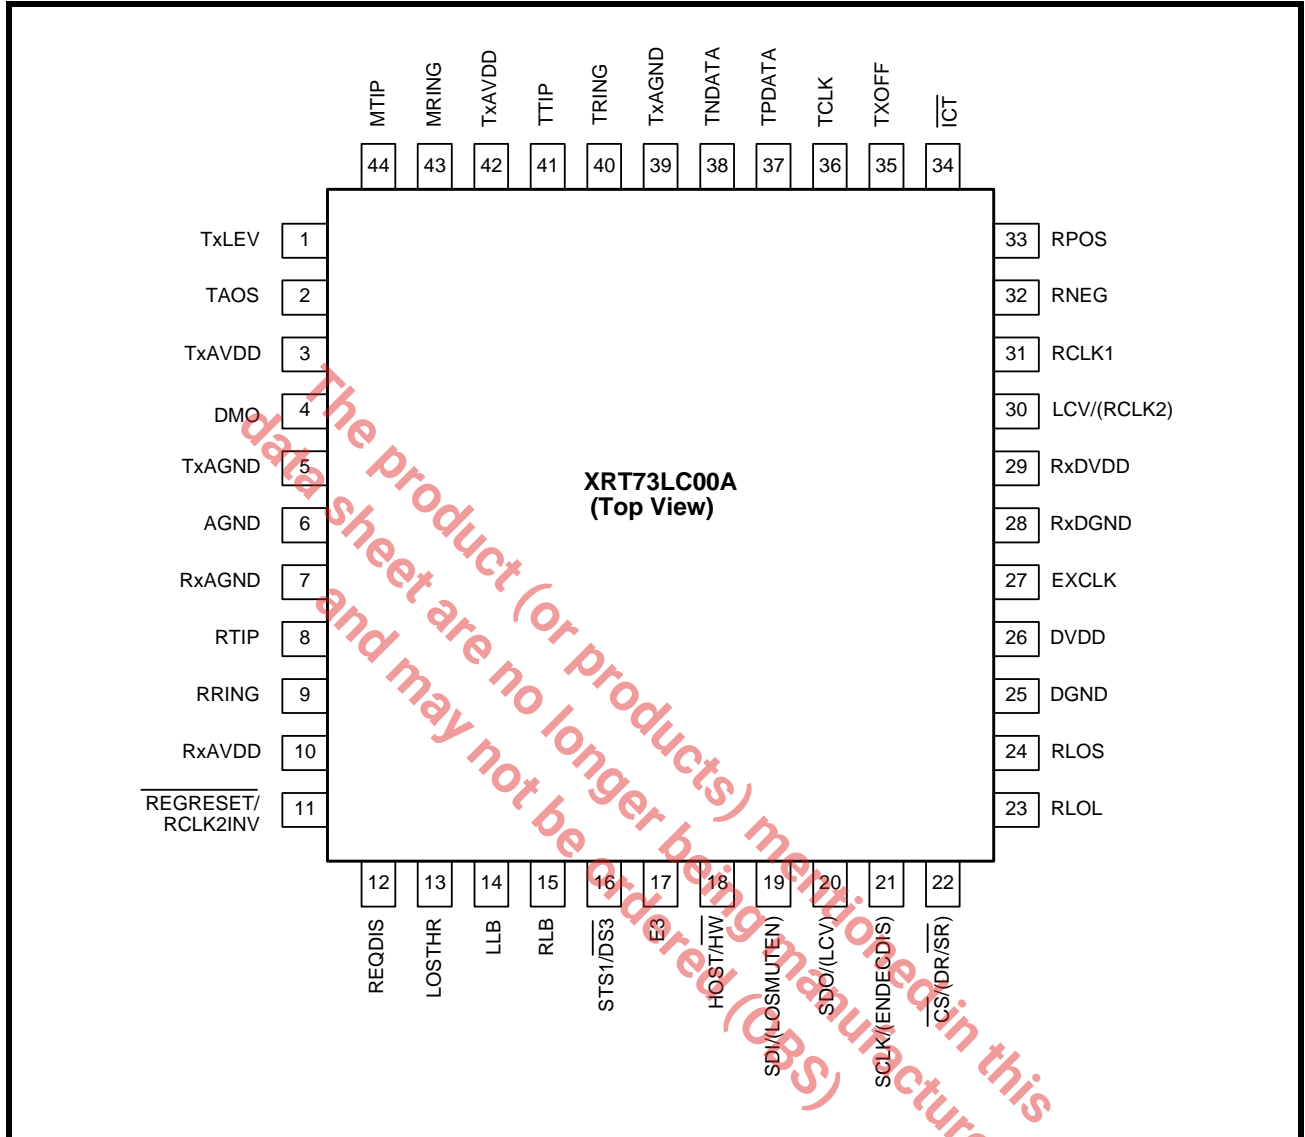 MTIP
MRING
TxAVDD
TTIP
TRING
TxAGND
TNDATA
TPDATA
TCLK
TXOFF
ICT
44 43 42 41 40 39 38 37 36 35 34
TxLEV 1
TAOS 2
TxAVDD 3
DMO 4
TxAGND 5
AGND 6
RxAGND 7
RTIP 8
RRING 9
RxAVDD 10
REGRESET/ 11
RCLK2INV
XRT73LC00A
(Top View)
33 RPOS
32 RNEG
31 RCLK1
30 LCV/(RCLK2)
29 RxDVDD
28 RxDGND
27 EXCLK
26 DVDD
25 DGND
24 RLOS
23 RLOL
12 13 14 15 16 17 18 19 20 21 22
REQDIS
LOSTHR
LLB
RLB
STS1/DS3
E3
HOST/HW
SDI/(LOSMUTEN)
SDO/(LCV)
SCLK/(ENDECDIS)
CS/(DR/SR)
The product (or products) mentioned in this
data sheet are no longer being manufacture
and may not be ordered (OBS)